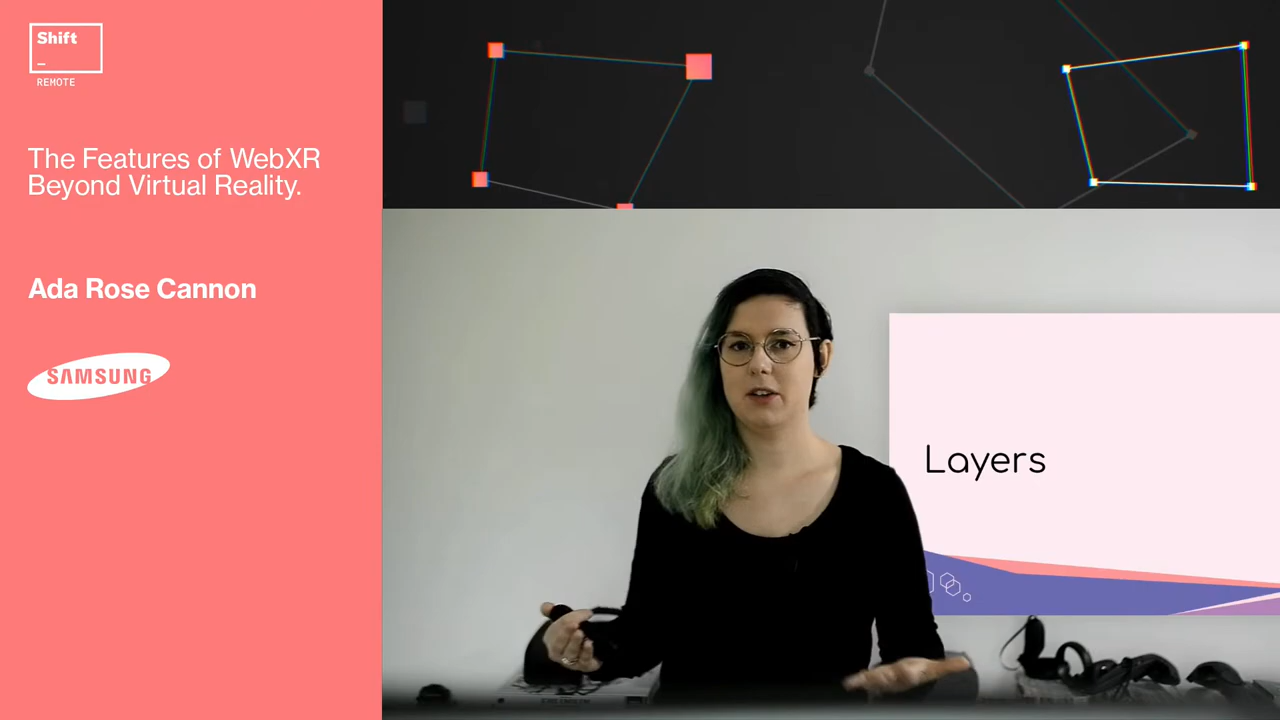 Shift
_
REMOTE
The Features of WebXR
Beyond Virtual Reality.
Ada Rose Cannon
SAMSUNG
Layers